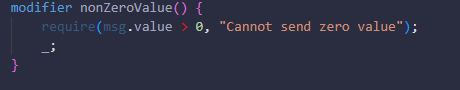 modifier nonZeroValue() {
    require(msg.value > 0, "Cannot send zero value");
    _;
}